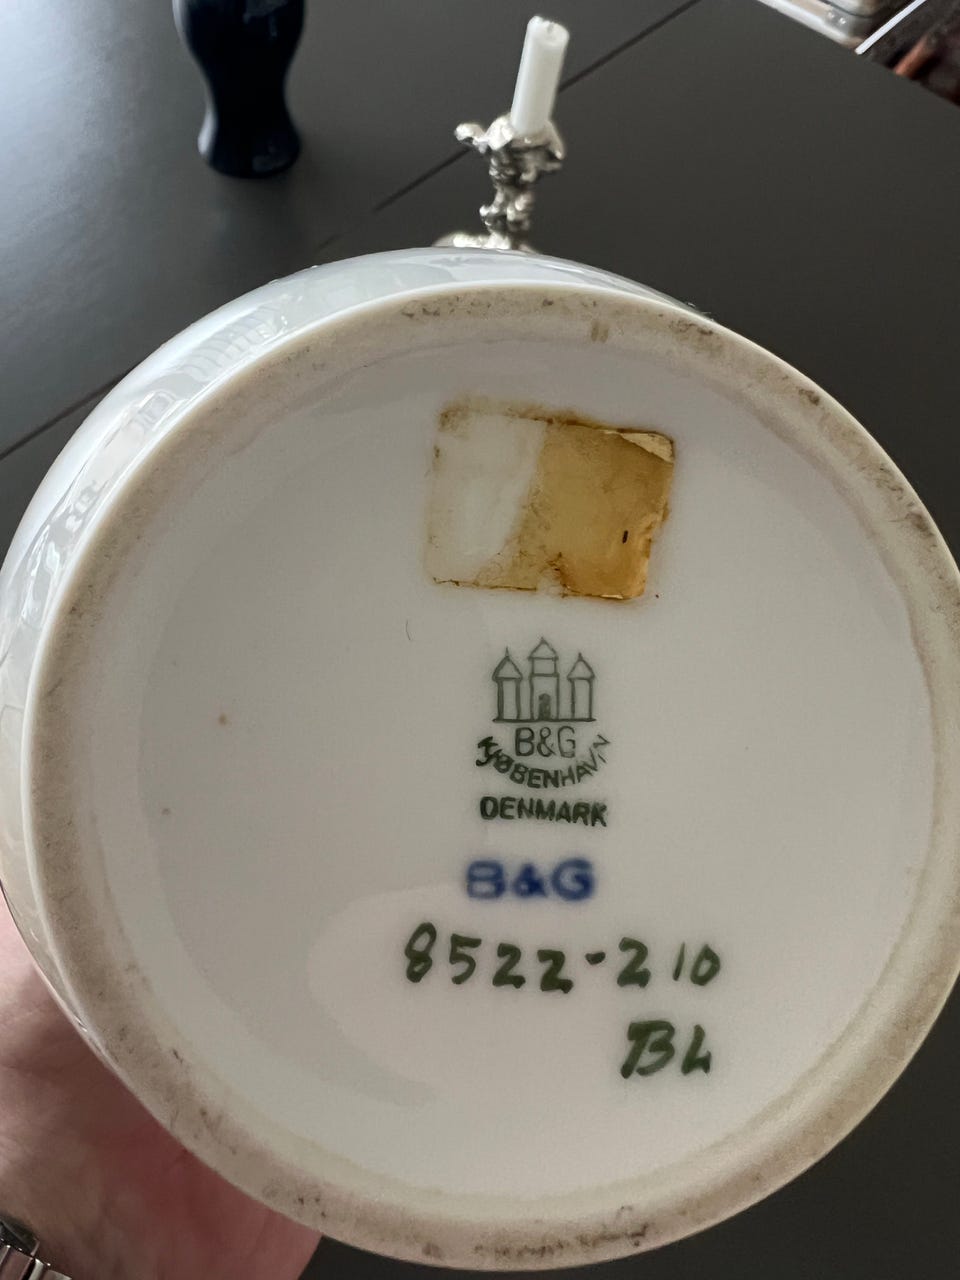 B&G
KJØBENHAVN
DENMARK
B&G
8522-210
BL